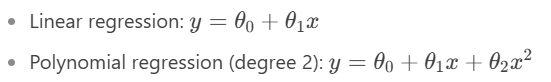 • Linear regression: y = θ₀ + θ₁x
• Polynomial regression (degree 2): y = θ₀ + θ₁x + θ₂x²